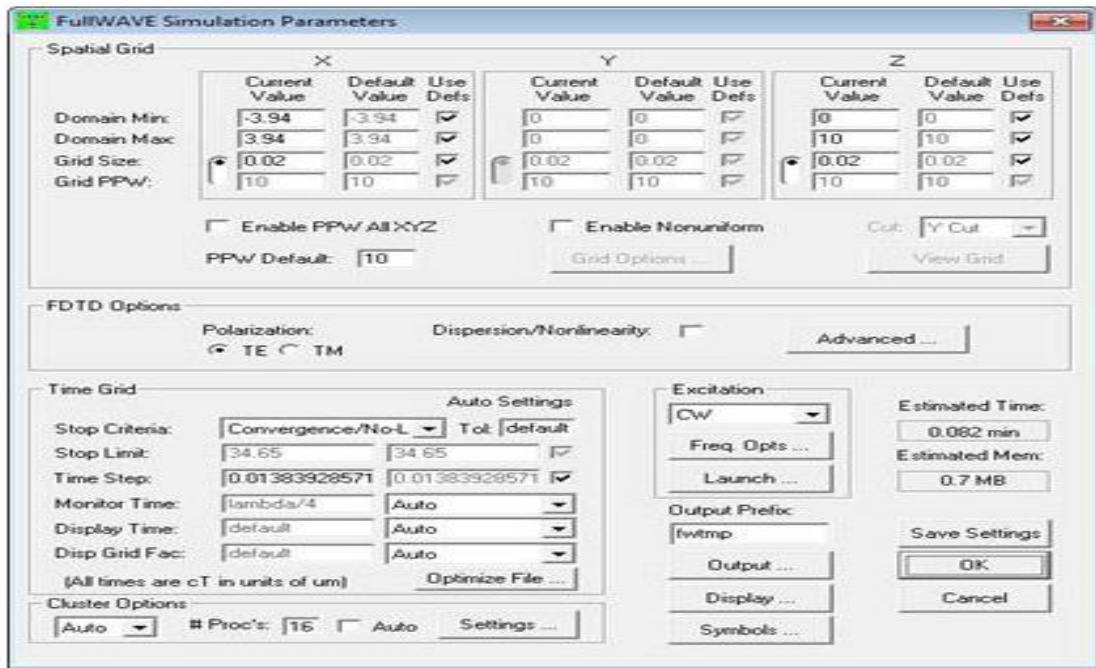 FullWAVE Simulation Parameters
Spatial Grid
X Y Z
Current Default Use Current Default Use Current Default Use
Value Value Defs Value Value Defs Value Value Defs
Domain Min: -3.94 -3.94 0 0 0 0
Domain Max: 3.94 3.94 0 0 10 10
Grid Size: 0.02 0.02 0.02 0.02 0.02 0.02
Grid PPW: 10 10 10 10 10 10
Enable PPW All XYZ Enable Nonuniform Cut: Y Cut
PPW Default: 10 Grid Options ... View Grid
FDTD Options
Polarization: Dispersion/Nonlinearity: Advanced ...
TE TM
Time Grid
Auto Settings
Stop Criteria: Convergence/No-L Tol: default
Stop Limit: 34.65 34.65
Time Step: 0.01383928571 0.01383928571
Monitor Time: lambda/4 Auto
Display Time: default Auto
Disp Grid Fac: default Auto
(All times are cT in units of um) Optimize File ...
Cluster Options
Auto # Proc's: 16 Auto Settings ...
Excitation
CW
Freq. Opts ...
Launch ...
Output Prefix:
fwtmp
Output ...
Display ...
Symbols ...
Estimated Time:
0.082 min
Estimated Mem:
0.7 MB
Save Settings
OK
Cancel